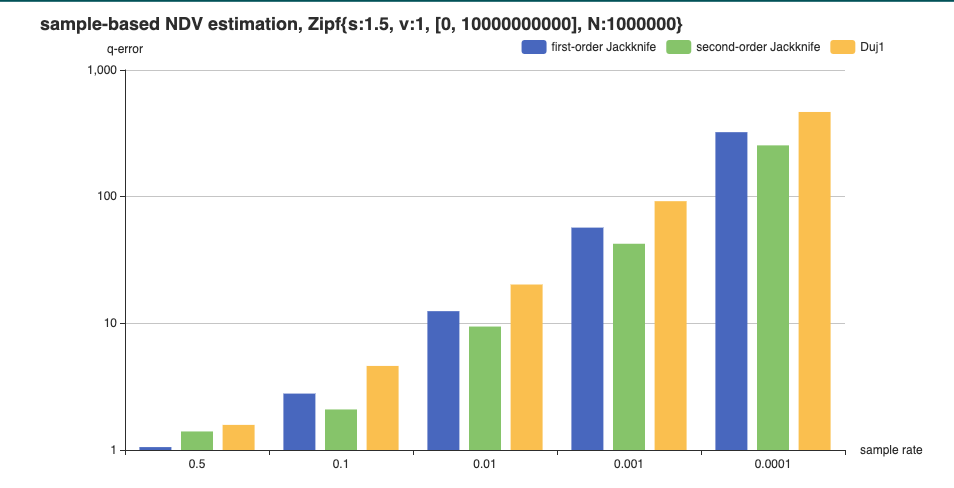 sample-based NDV estimation, Zipf{s:1.5, v:1, [0, 10000000000], N:1000000}
q-error
first-order Jackknife second-order Jackknife Duj1
1,000
100
10
1
0.5 0.1 0.01 0.001 0.0001
sample rate